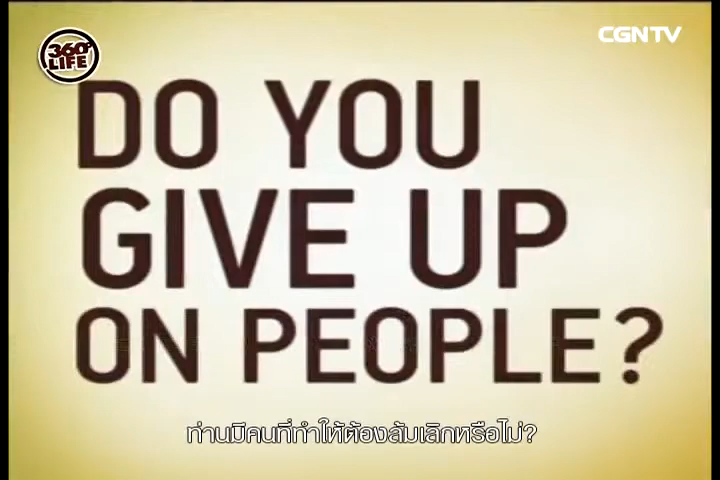 360°
LIFE
CGNTV
DO YOU
GIVE UP
ON PEOPLE?
ท่านมีคนที่ทำให้ต้องล้มเลิกหรือไม่?